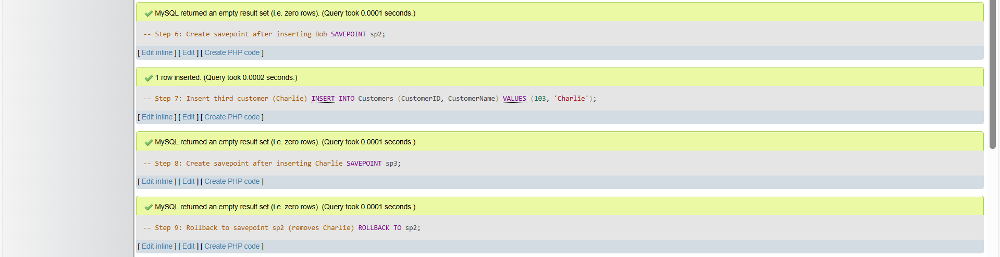 MySQL returned an empty result set (i.e. zero rows). (Query took 0.0001 seconds.)
-- Step 6: Create savepoint after inserting Bob SAVEPOINT sp2;
[ Edit inline ] [ Edit ] [ Create PHP code ]
1 row inserted. (Query took 0.0002 seconds.)
-- Step 7: Insert third customer (Charlie) INSERT INTO Customers (CustomerID, CustomerName) VALUES (103, 'Charlie');
[ Edit inline ] [ Edit ] [ Create PHP code ]
MySQL returned an empty result set (i.e. zero rows). (Query took 0.0001 seconds.)
-- Step 8: Create savepoint after inserting Charlie SAVEPOINT sp3;
[ Edit inline ] [ Edit ] [ Create PHP code ]
MySQL returned an empty result set (i.e. zero rows). (Query took 0.0001 seconds.)
-- Step 9: Rollback to savepoint sp2 (removes Charlie) ROLLBACK TO sp2;
[ Edit inline ] [ Edit ] [ Create PHP code ]